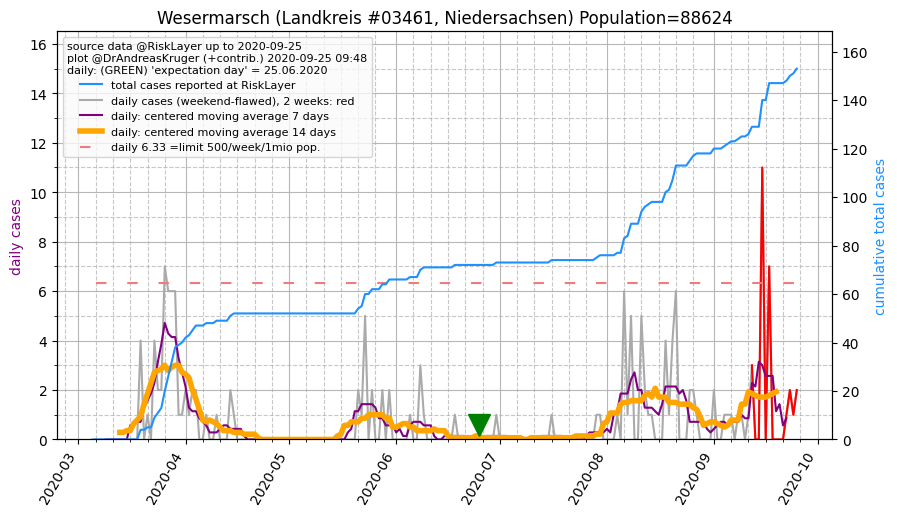 Wesermarsch (Landkreis #03461, Niedersachsen) Population=88624
source data @RiskLayer up to 2020-09-25
plot @DrAndreasKruger (+contrib.) 2020-09-25 09:48
daily: (GREEN) 'expectation day' = 25.06.2020
total cases reported at RiskLayer
daily cases (weekend-flawed), 2 weeks: red
daily: centered moving average 7 days
daily: centered moving average 14 days
daily 6.33 =limit 500/week/1mio pop.
daily cases
16
14
12
10
8
6
4
2
0
cumulative total cases
160
140
120
100
80
60
40
20
0
2020-03
2020-04
2020-05
2020-06
2020-07
2020-08
2020-09
2020-10